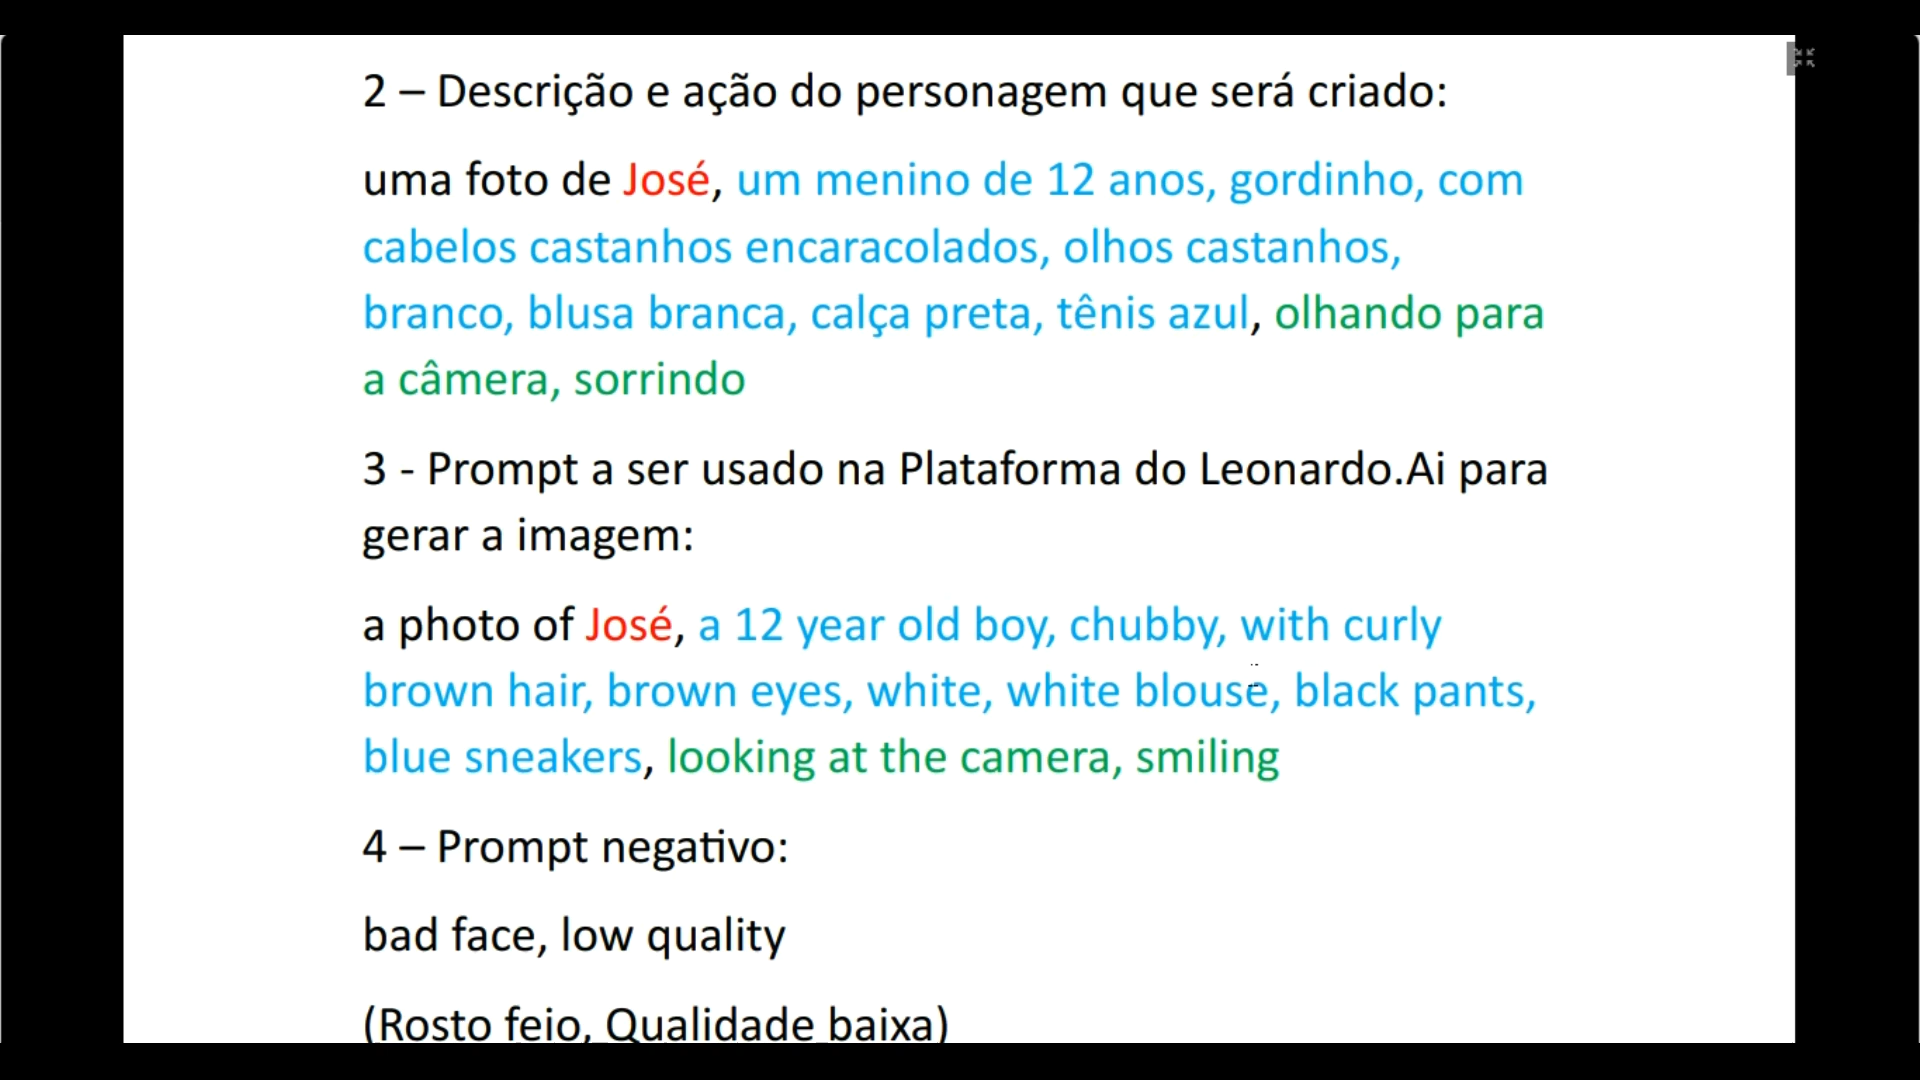 2 – Descrição e ação do personagem que será criado:
uma foto de José, um menino de 12 anos, gordinho, com
cabelos castanhos encaracolados, olhos castanhos,
branco, blusa branca, calça preta, tênis azul, olhando para
a câmera, sorrindo
3 - Prompt a ser usado na Plataforma do Leonardo.Ai para
gerar a imagem:
a photo of José, a 12 year old boy, chubby, with curly
brown hair, brown eyes, white, white blouse, black pants,
blue sneakers, looking at the camera, smiling
4 – Prompt negativo:
bad face, low quality
(Rosto feio, Qualidade baixa)